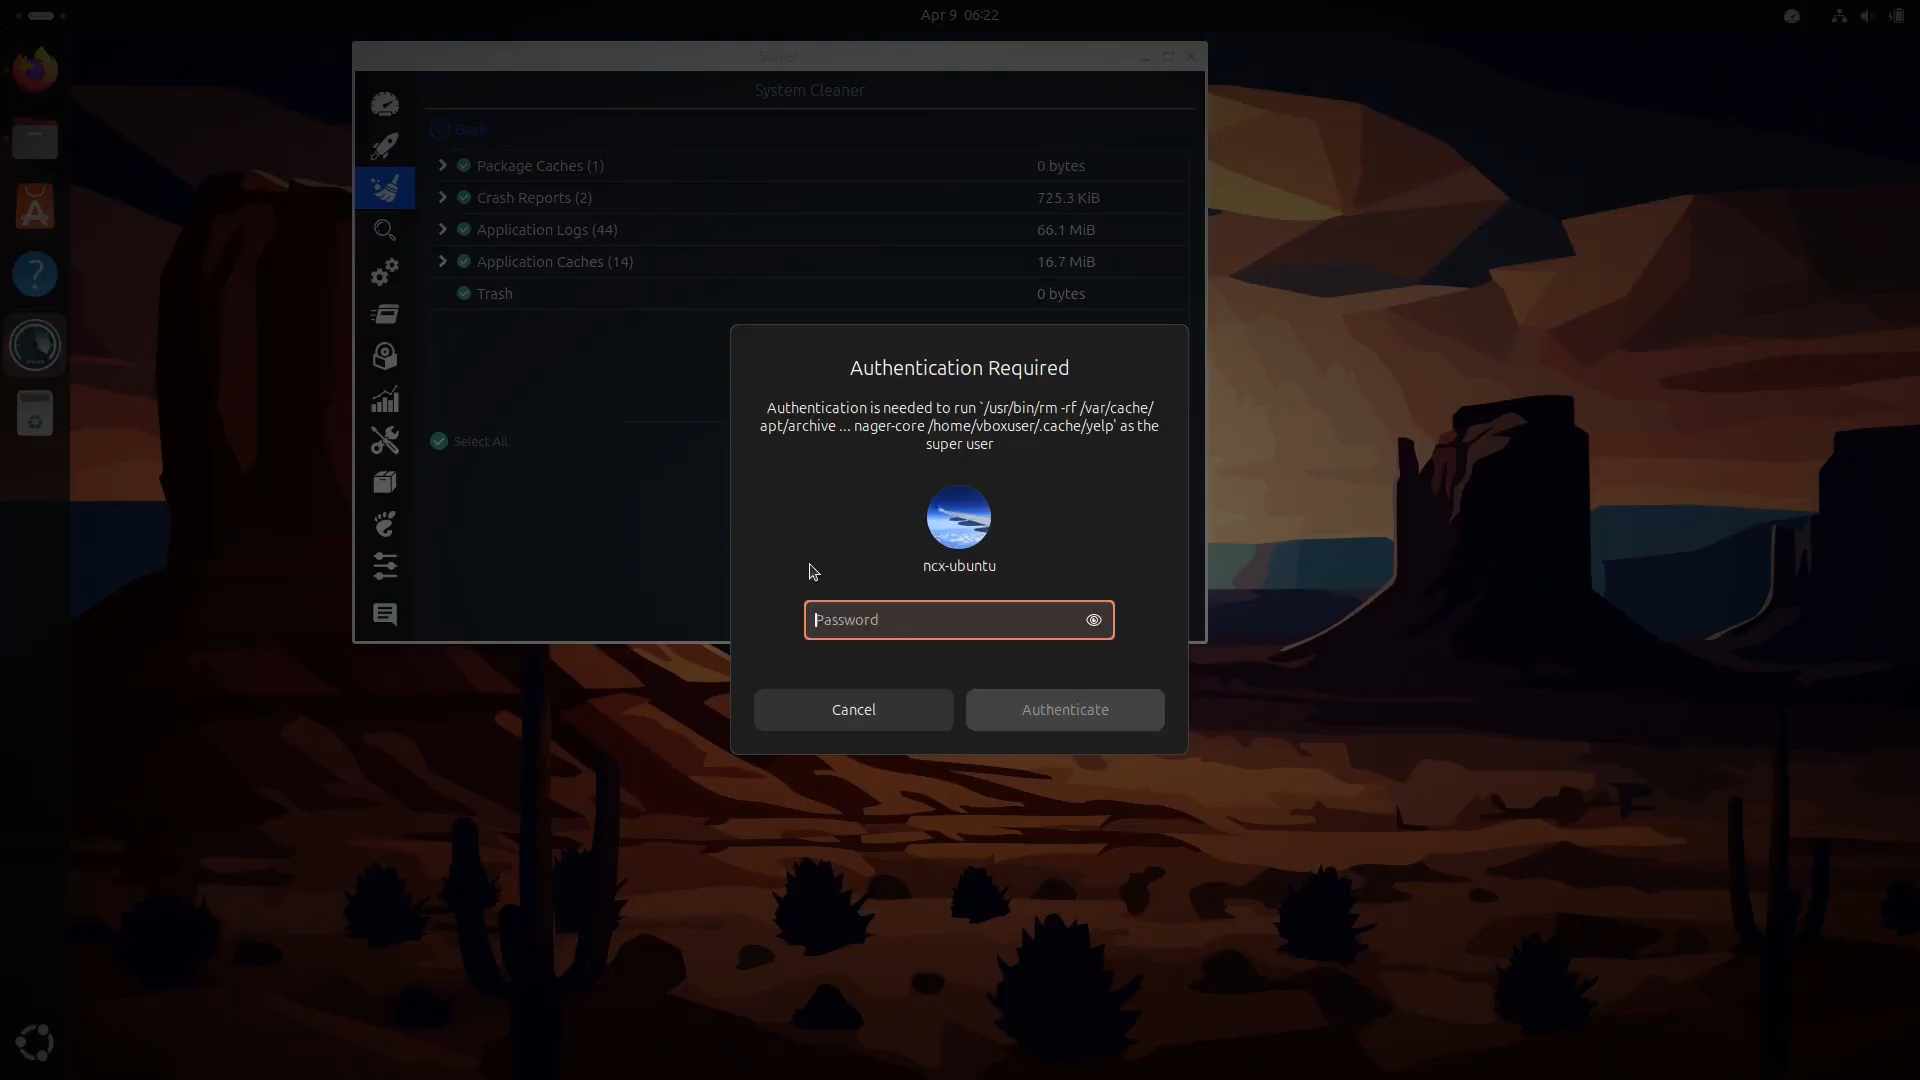 Apr 9 06:22
Stacer
System Cleaner
Back
Package Caches (1) 0 bytes
Crash Reports (2) 725.3 KiB
Application Logs (44) 66.1 MiB
Application Caches (14) 16.7 MiB
Trash 0 bytes
Select All
Authentication Required
Authentication is needed to run `/usr/bin/rm -rf /var/cache/
apt/archive ... nager-core /home/vboxuser/.cache/yelp' as the
super user
ncx-ubuntu
Password
Cancel Authenticate